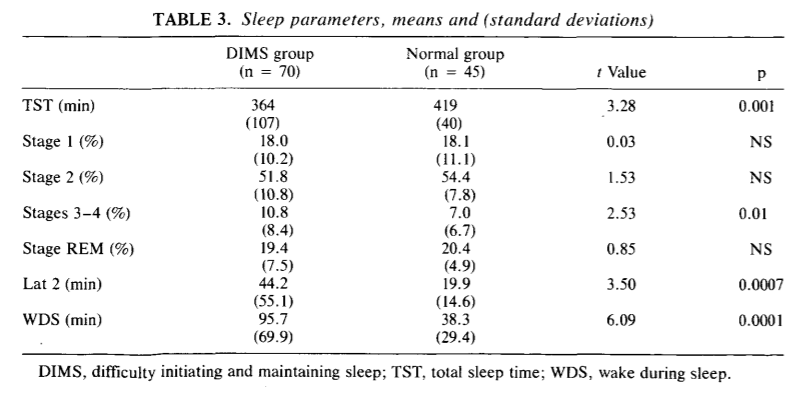 TABLE 3. Sleep parameters, means and (standard deviations)
DIMS group Normal group
(n = 70) (n = 45) t Value p
TST (min) 364 419 3.28 0.001
(107) (40)
Stage 1 (%) 18.0 18.1 0.03 NS
(10.2) (11.1)
Stage 2 (%) 51.8 54.4 1.53 NS
(10.8) (7.8)
Stages 3–4 (%) 10.8 7.0 2.53 0.01
(8.4) (6.7)
Stage REM (%) 19.4 20.4 0.85 NS
(7.5) (4.9)
Lat 2 (min) 44.2 19.9 3.50 0.0007
(55.1) (14.6)
WDS (min) 95.7 38.3 6.09 0.0001
(69.9) (29.4)
DIMS, difficulty initiating and maintaining sleep; TST, total sleep time; WDS, wake during sleep.